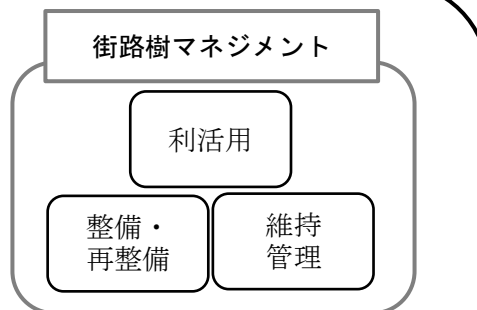 街路樹マネジメント
利活用
整備・
再整備
維持
管理